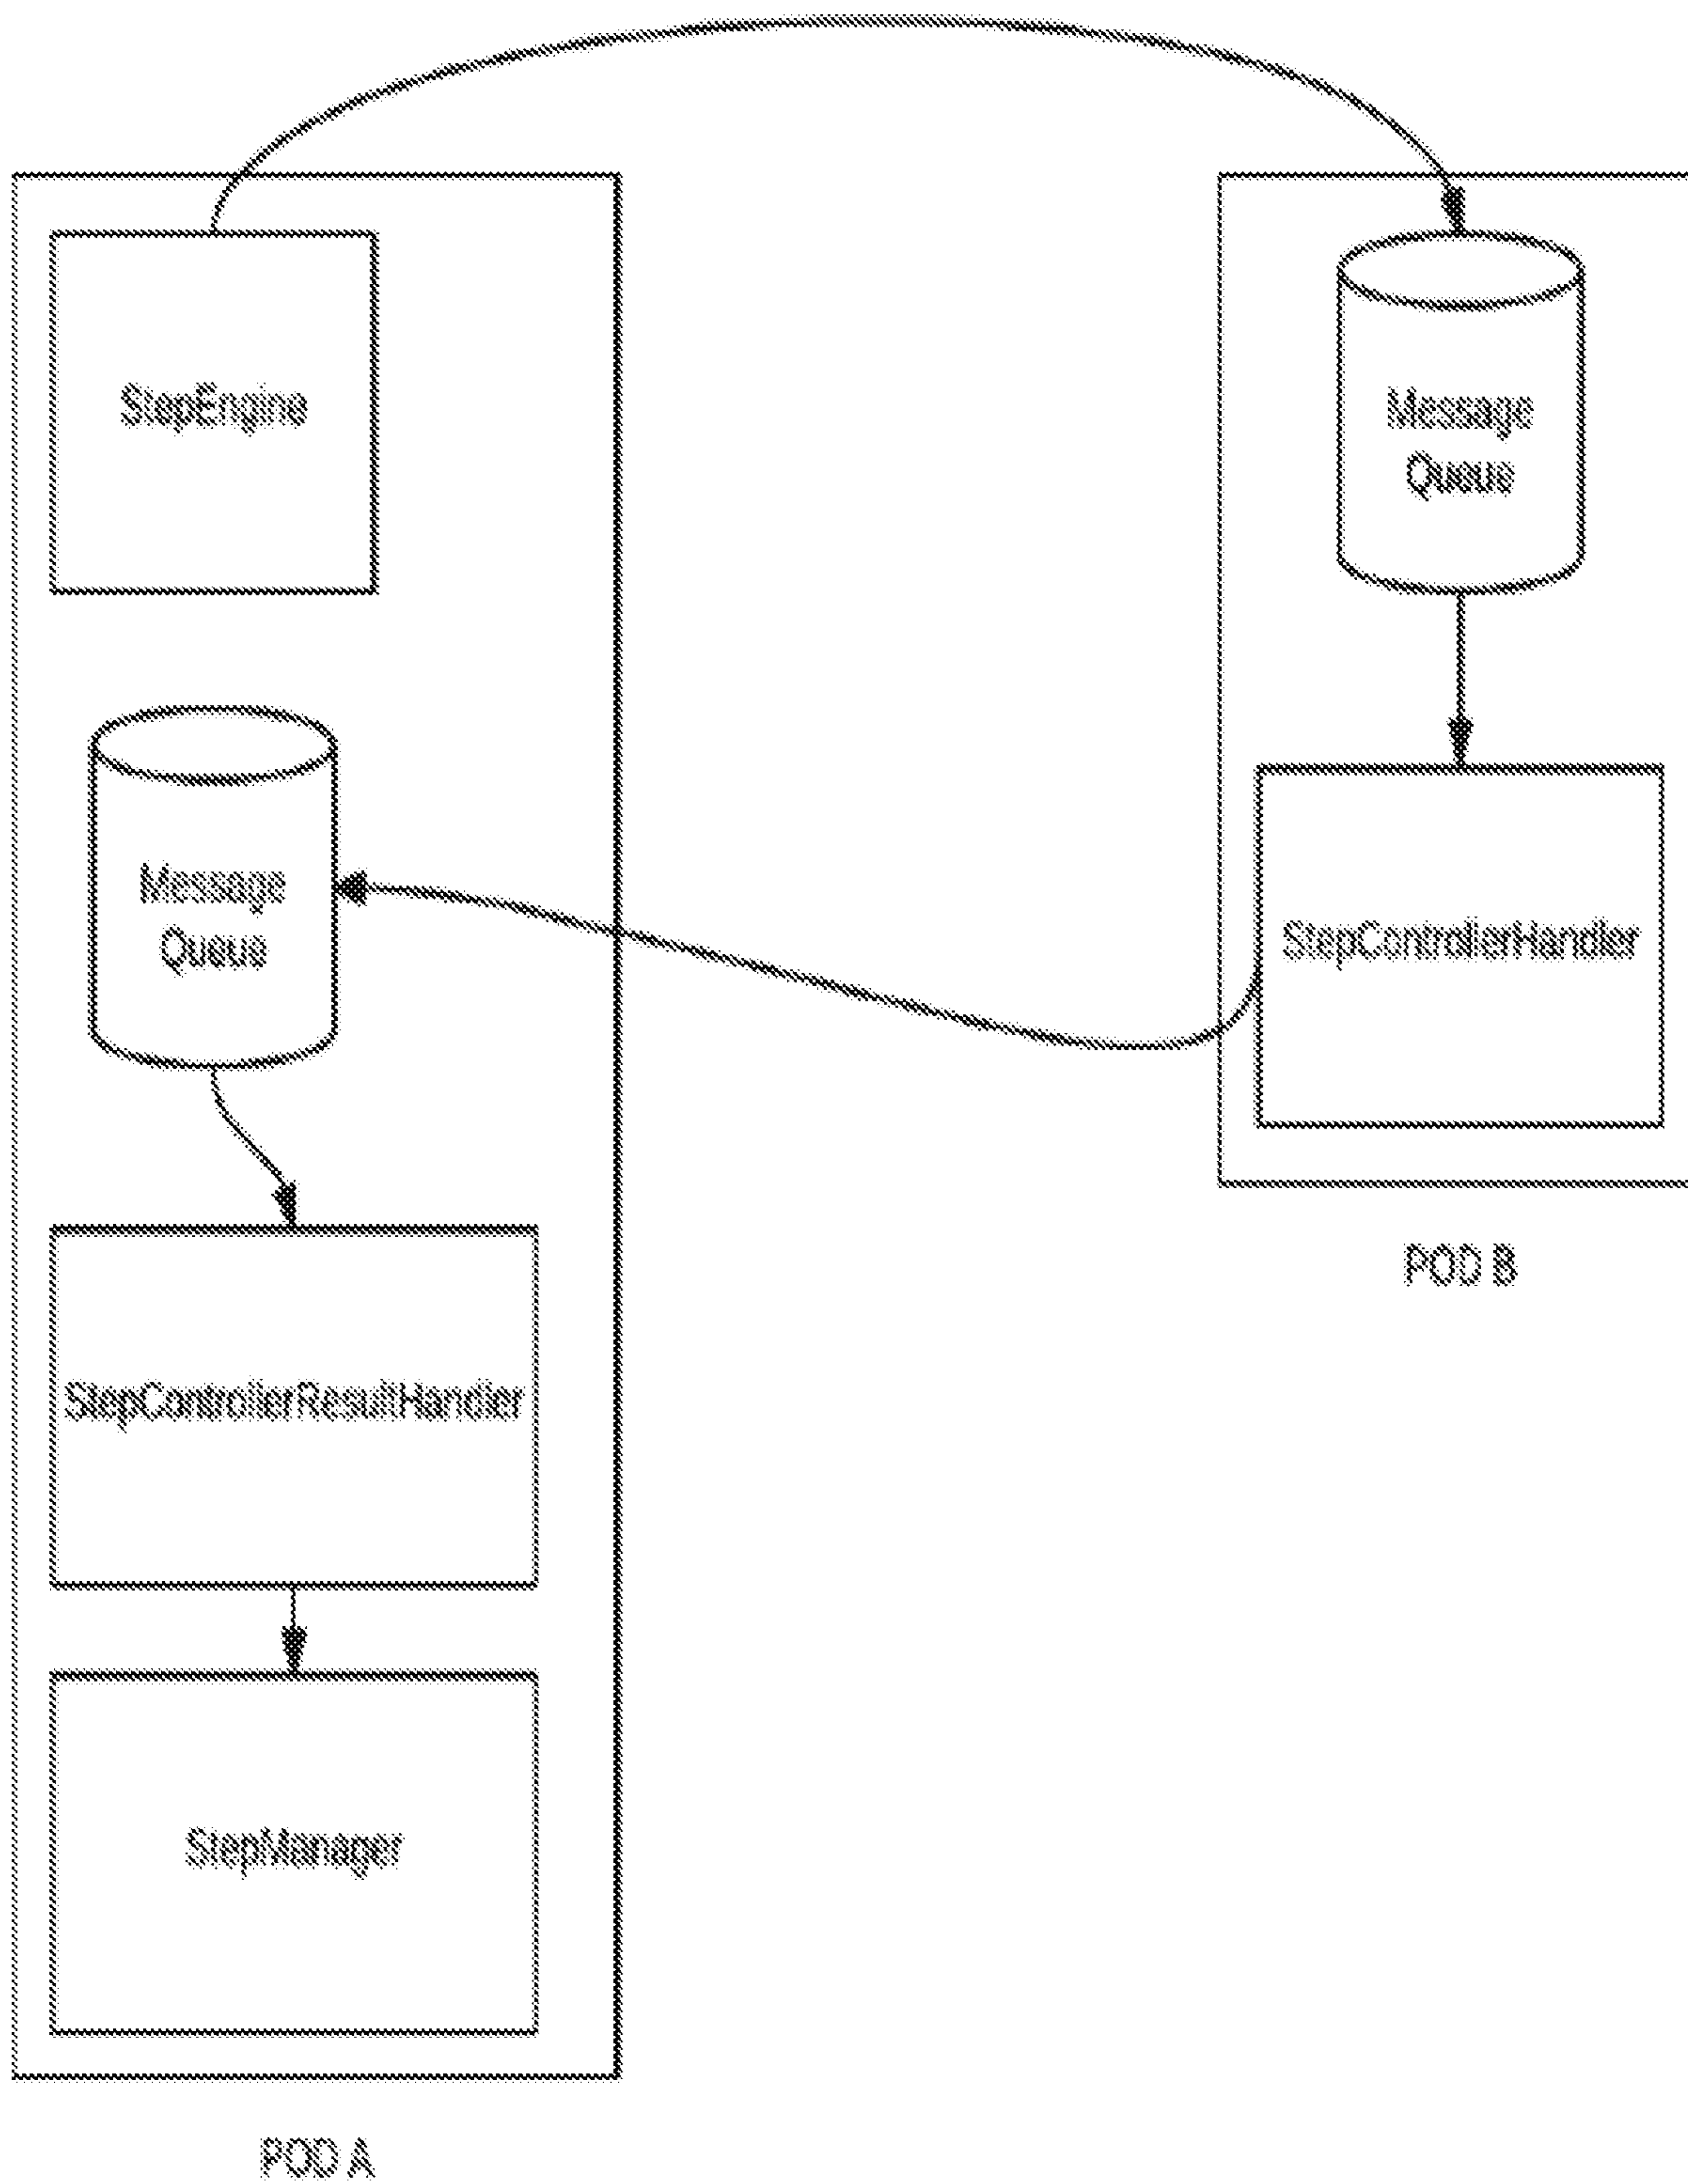 StepEngine
Message
Queue
Message
Queue
StepControllerHandler
POD B
StepControllerResultHandler
StepManager
POD A